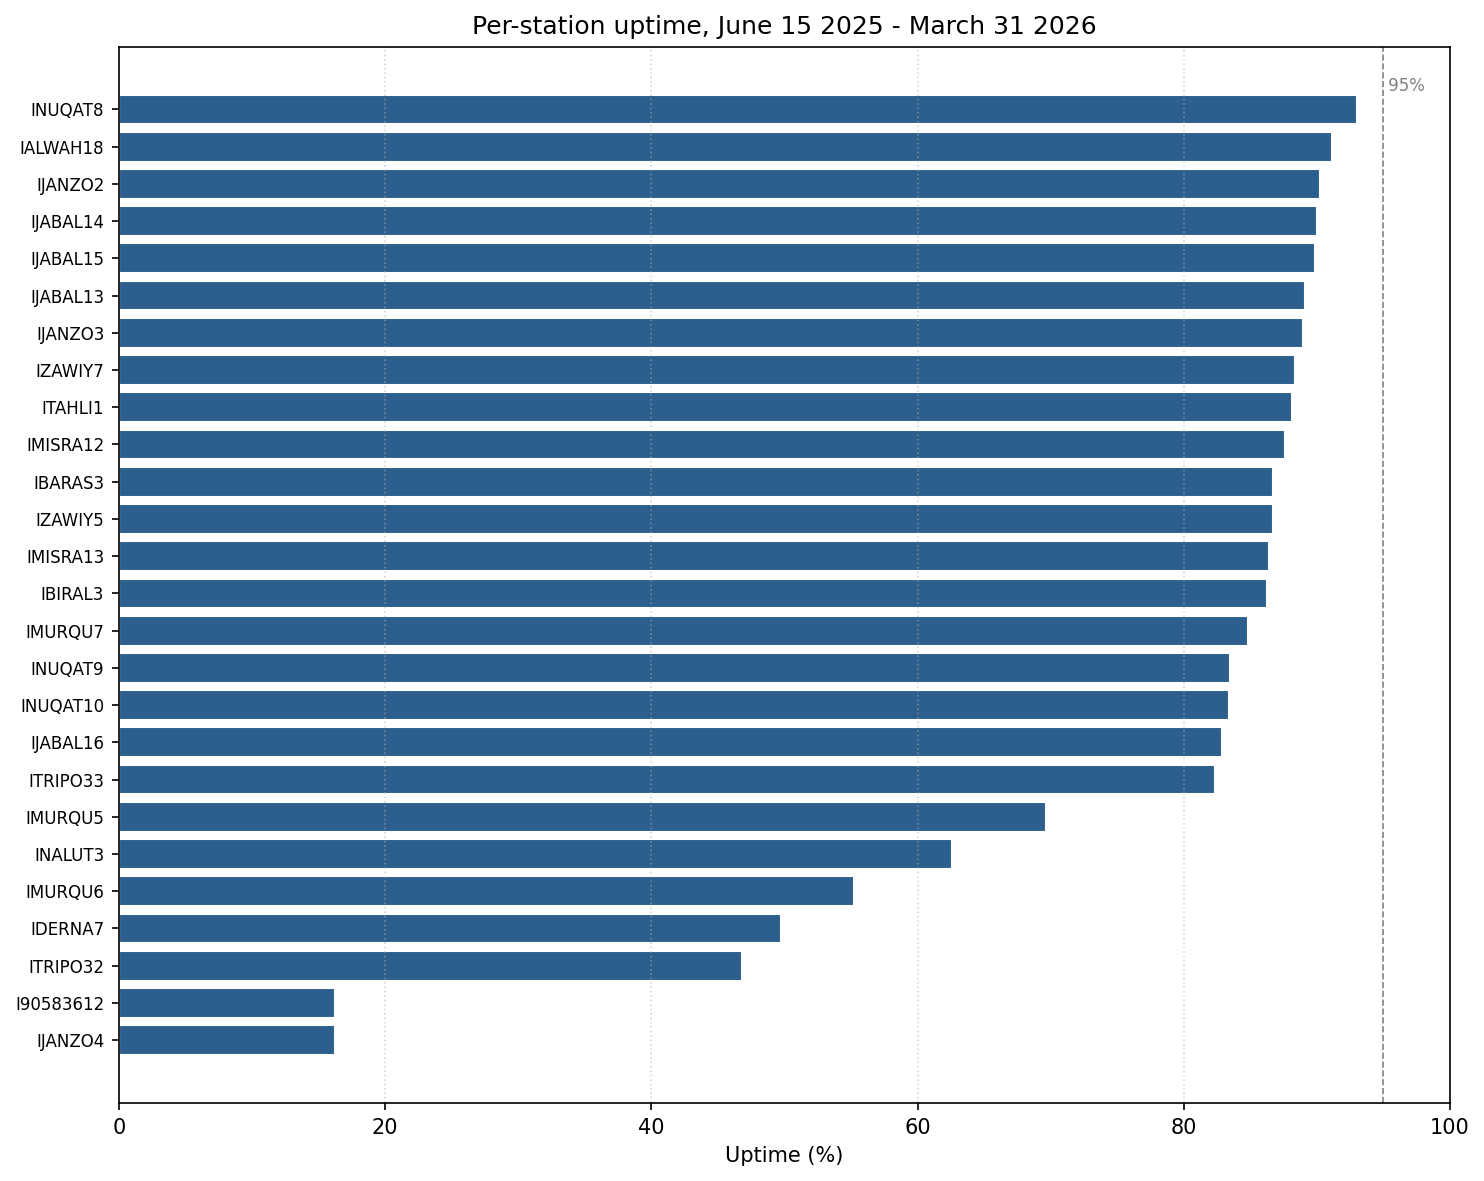 Per-station uptime, June 15 2025 - March 31 2026
95%
INUQAT8
IALWAH18
IJANZO2
IJABAL14
IJABAL15
IJABAL13
IJANZO3
IZAWIY7
ITAHLI1
IMISRA12
IBARAS3
IZAWIY5
IMISRA13
IBIRAL3
IMURQU7
INUQAT9
INUQAT10
IJABAL16
ITRIPO33
IMURQU5
INALUT3
IMURQU6
IDERNA7
ITRIPO32
I90583612
IJANZO4
0 20 40 60 80 100
Uptime (%)